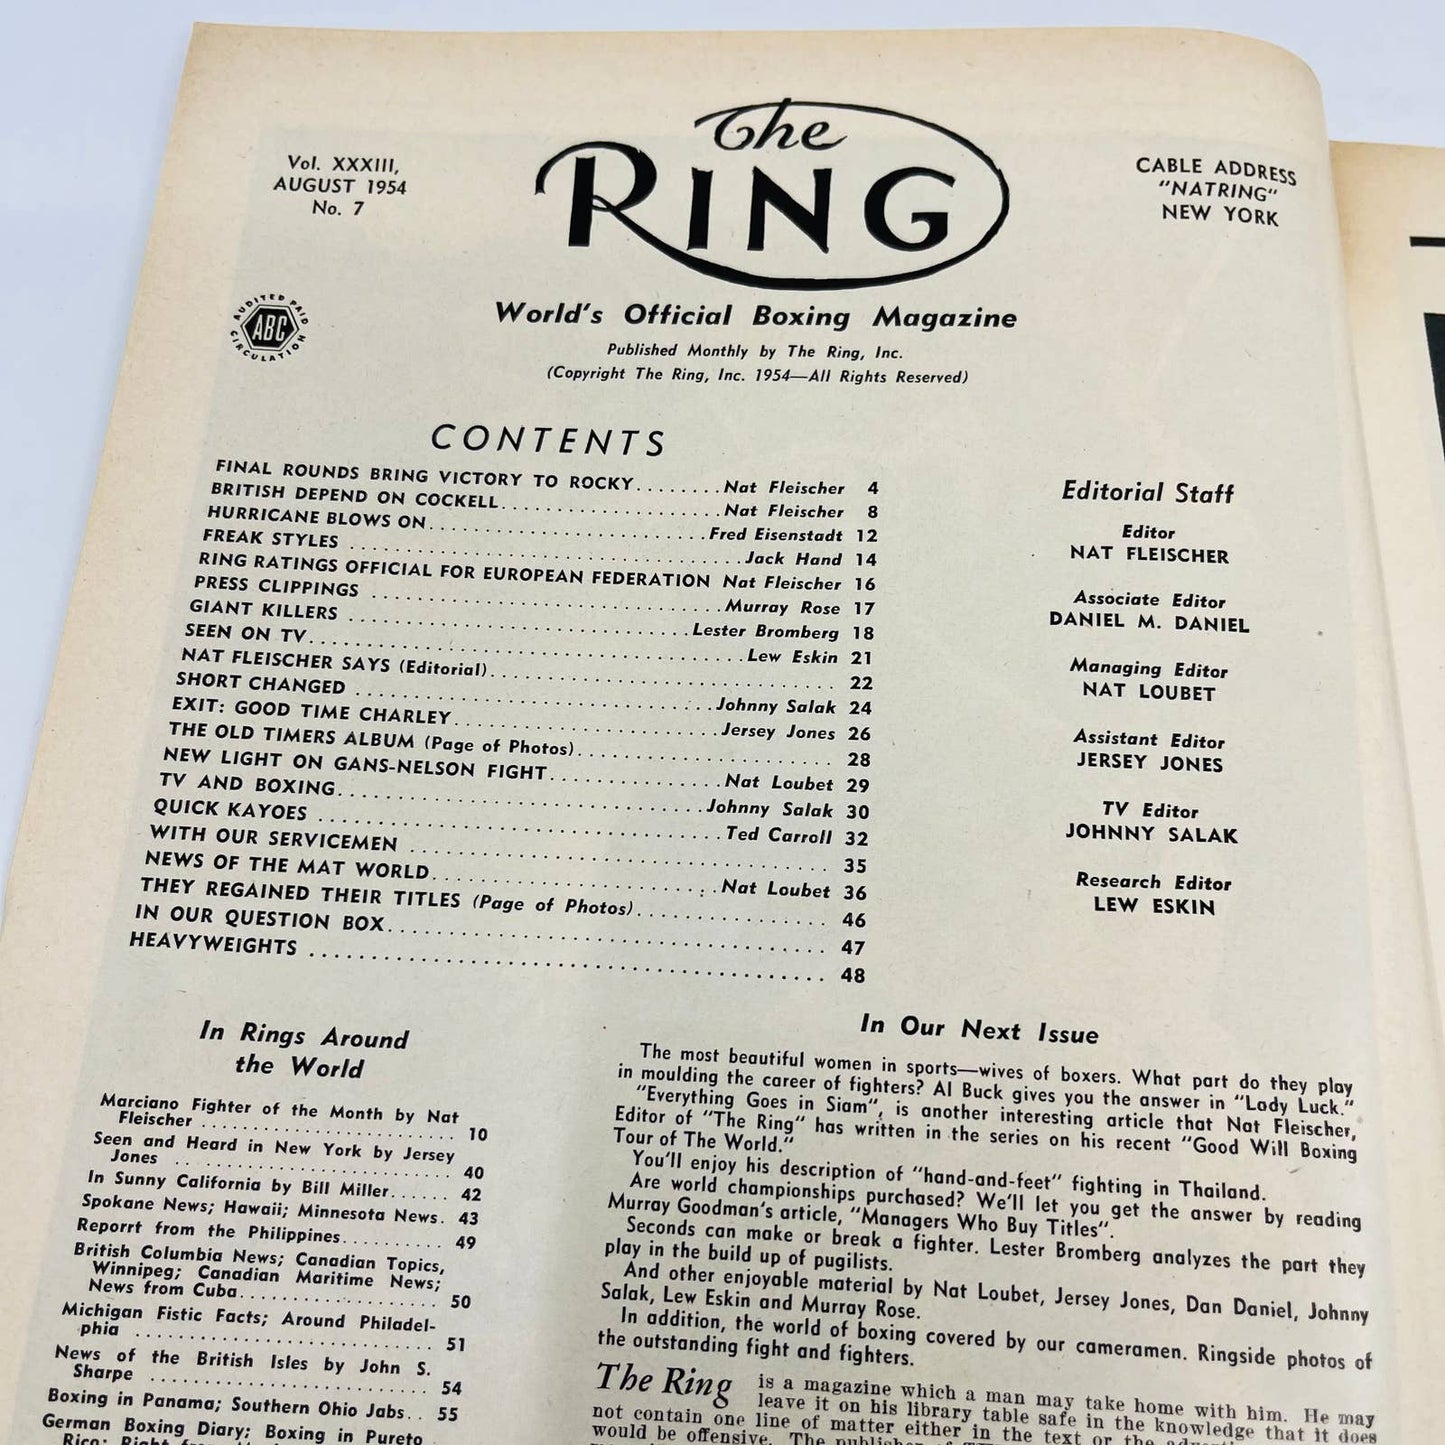 Vol. XXXIII,
AUGUST 1954
No. 7
The
RING
CABLE ADDRESS
"NATRING"
NEW YORK
AUDITED PAID
ABC
CIRCULATION
World's Official Boxing Magazine
Published Monthly by The Ring, Inc.
(Copyright The Ring, Inc. 1954—All Rights Reserved)
CONTENTS
FINAL ROUNDS BRING VICTORY TO ROCKY........Nat Fleischer 4
BRITISH DEPEND ON COCKELL......................Nat Fleischer 8
HURRICANE BLOWS ON............................Fred Eisenstadt 12
FREAK STYLES ........................................Jack Hand 14
RING RATINGS OFFICIAL FOR EUROPEAN FEDERATION Nat Fleischer 16
PRESS CLIPPINGS ...................................Murray Rose 17
GIANT KILLERS ..................................Lester Bromberg 18
SEEN ON TV...........................................Lew Eskin 21
NAT FLEISCHER SAYS (Editorial)................................... 22
SHORT CHANGED ....................................Johnny Salak 24
EXIT: GOOD TIME CHARLEY...........................Jersey Jones 26
THE OLD TIMERS ALBUM (Page of Photos).......................... 28
NEW LIGHT ON GANS-NELSON FIGHT..................Nat Loubet 29
TV AND BOXING.....................................Johnny Salak 30
QUICK KAYOES ........................................Ted Carroll 32
WITH OUR SERVICEMEN .......................................... 35
NEWS OF THE MAT WORLD............................Nat Loubet 36
THEY REGAINED THEIR TITLES (Page of Photos).................... 46
IN OUR QUESTION BOX............................................ 47
HEAVYWEIGHTS .................................................... 48
Editorial Staff
Editor
NAT FLEISCHER
Associate Editor
DANIEL M. DANIEL
Managing Editor
NAT LOUBET
Assistant Editor
JERSEY JONES
TV Editor
JOHNNY SALAK
Research Editor
LEW ESKIN
In Rings Around
the World
Marciano Fighter of the Month by Nat
Fleischer .......................... 10
Seen and Heard in New York by Jersey
Jones ............................ 40
In Sunny California by Bill Miller...... 42
Spokane News; Hawaii; Minnesota News. 43
Reporrt from the Philippines.......... 49
British Columbia News; Canadian Topics,
Winnipeg; Canadian Maritime News;
News from Cuba.................... 50
Michigan Fistic Facts; Around Philadel-
phia .............................. 51
News of the British Isles by John S.
Sharpe ............................ 54
Boxing in Panama; Southern Ohio Jabs.. 55
German Boxing Diary; Boxing in Pureto
In Our Next Issue
The most beautiful women in sports—wives of boxers. What part do they play
in moulding the career of fighters? Al Buck gives you the answer in "Lady Luck."
"Everything Goes in Siam", is another interesting article that Nat Fleischer,
Editor of "The Ring" has written in the series on his recent "Good Will Boxing
Tour of The World."
You'll enjoy his description of "hand-and-feet" fighting in Thailand.
Are world championships purchased? We'll let you get the answer by reading
Murray Goodman's article, "Managers Who Buy Titles".
Seconds can make or break a fighter. Lester Bromberg analyzes the part they
play in the build up of pugilists.
And other enjoyable material by Nat Loubet, Jersey Jones, Dan Daniel, Johnny
Salak, Lew Eskin and Murray Rose.
In addition, the world of boxing covered by our cameramen. Ringside photos of
the outstanding fight and fighters.
The Ring is a magazine which a man may take home with him. He may
leave it on his library table safe in the knowledge that it does
not contain one line of matter either in the text or the
would be offensive. The